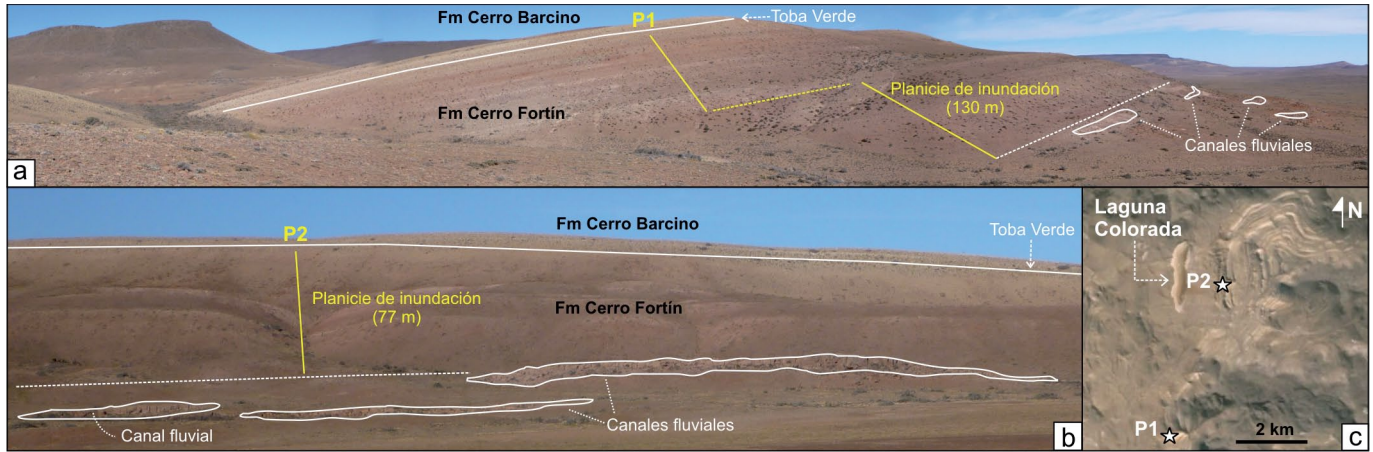 Fm Cerro Barcino
P1
Toba Verde
Fm Cerro Fortín
Planicie de inundación
(130 m)
Canales fluviales
a
P2
Fm Cerro Barcino
Toba Verde
Planicie de inundación
(77 m)
Fm Cerro Fortín
Canal fluvial
Canales fluviales
b
Laguna
Colorada
N
P2
P1
2 km
c